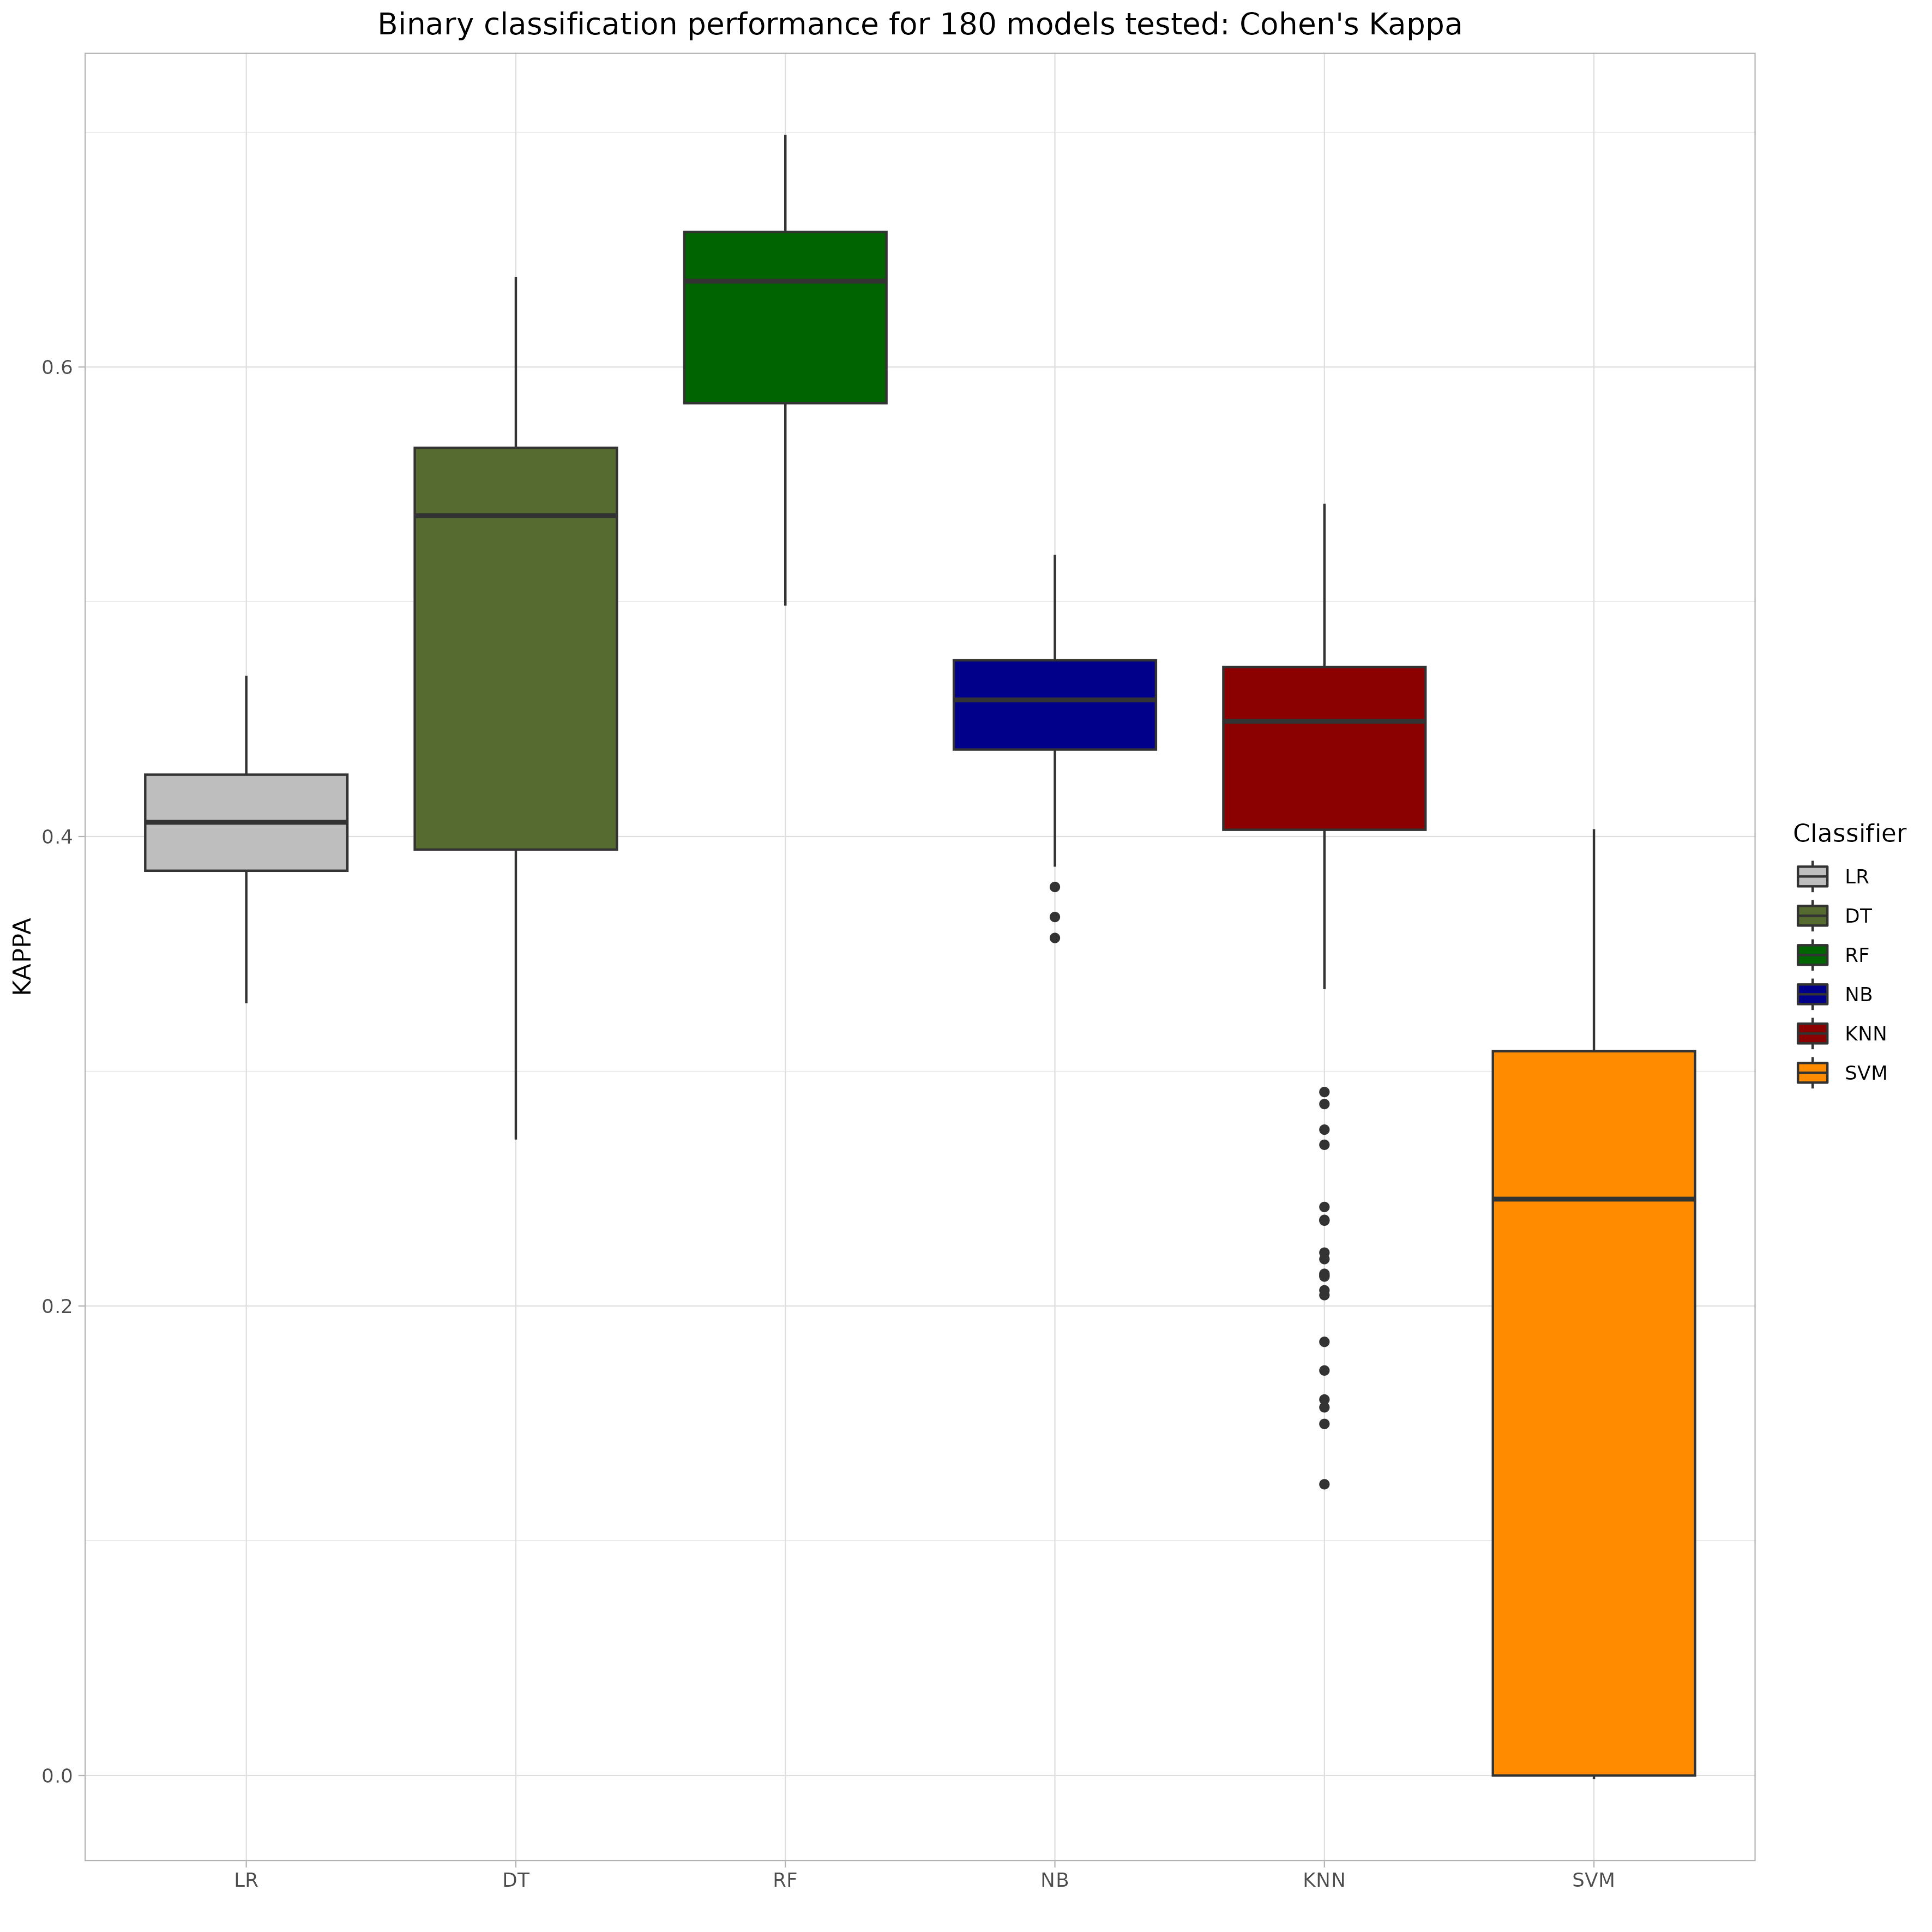 Binary classification performance for 180 models tested: Cohen's Kappa
KAPPA
0.6
0.4
0.2
0.0
LR DT RF NB KNN SVM
Classifier
LR
DT
RF
NB
KNN
SVM